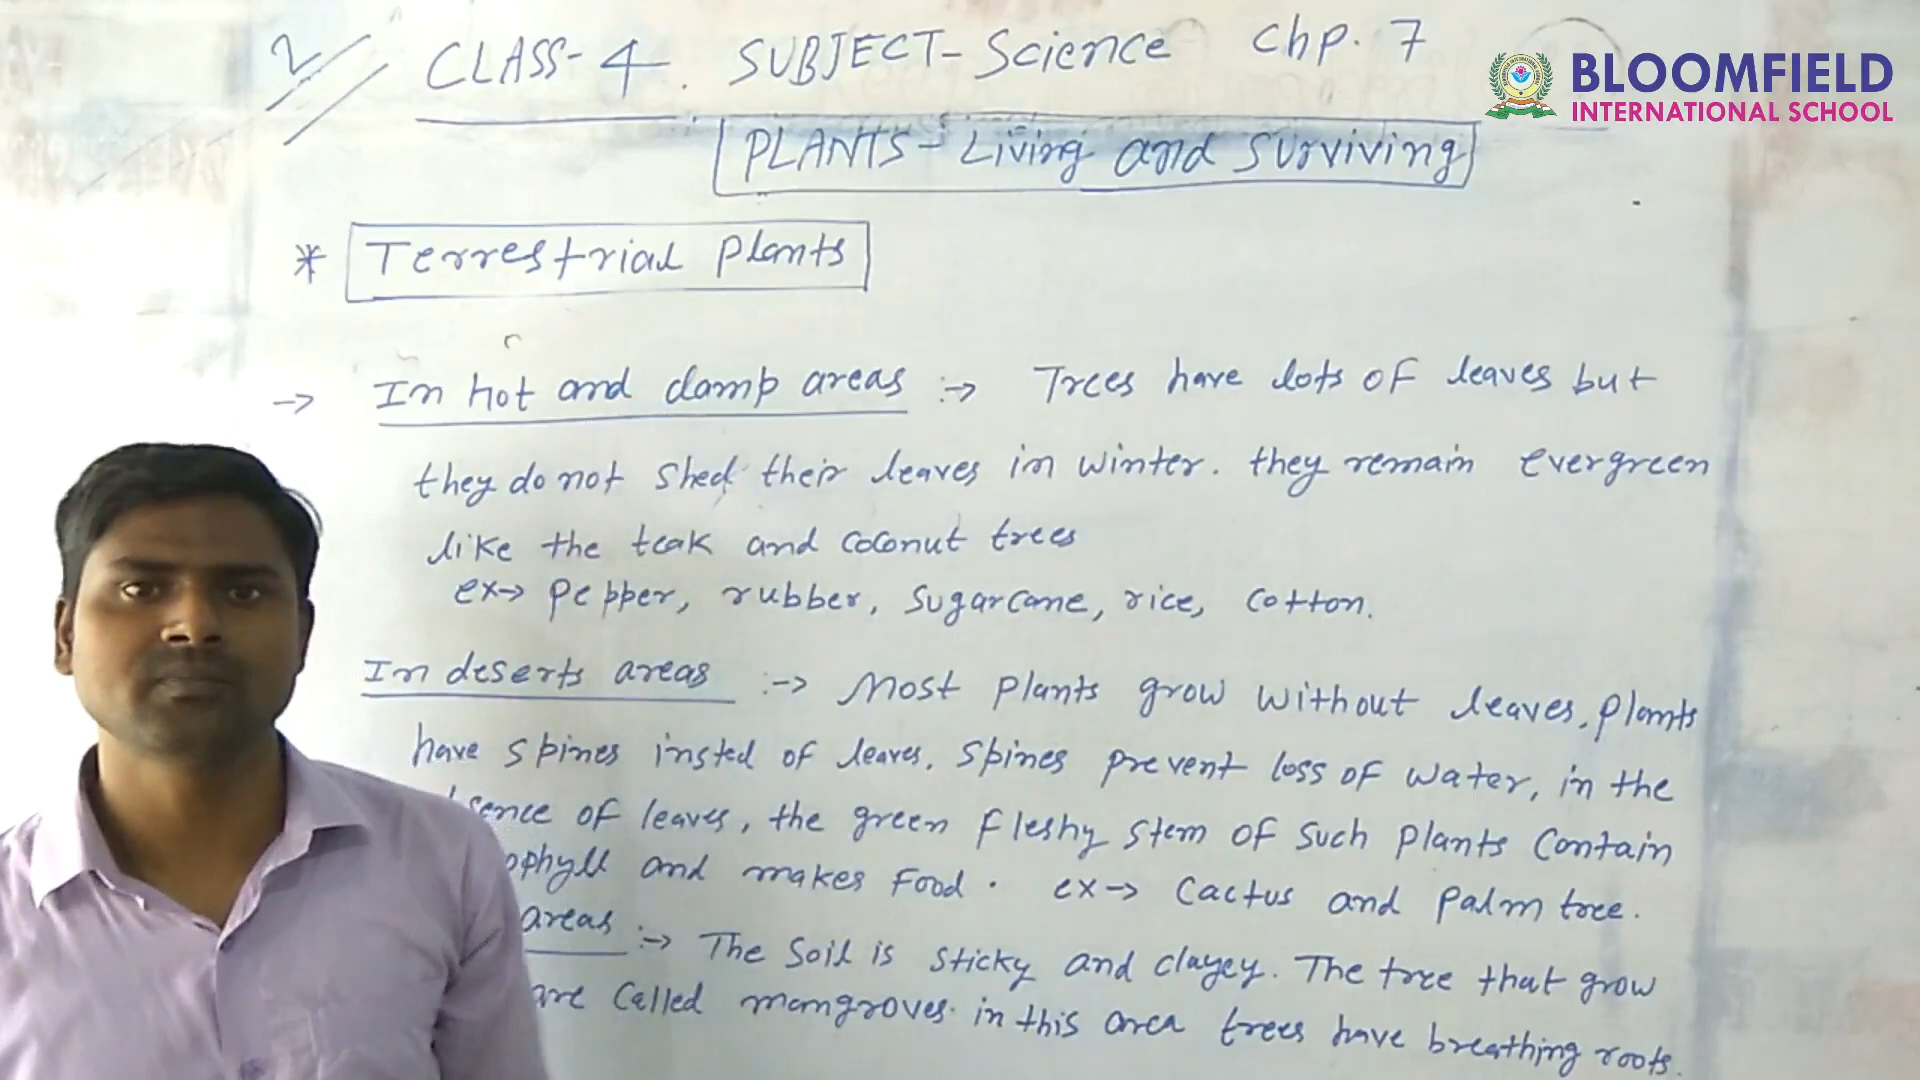 2 CLASS-4. SUBJECT-Science Chp. 7
BLOOMFIELD
INTERNATIONAL SCHOOL
PLANTS - Living and Surviving
* Terrestrial Plants
-> In hot and damp areas :-> Trees have lots of leaves but
they do not shed their leaves in winter. they remain evergreen
like the teak and coconut trees
ex-> pepper, rubber, sugarcane, rice, cotton.
In deserts areas :-> Most plants grow without leaves. plants
have spines insted of leaves. spines prevent loss of water, in the
sence of leaves, the green fleshy stem of such plants contain
ophyll and makes food. ex-> Cactus and palm tree.
areas :-> The soil is sticky and clayey. The tree that grow
are called mangroves. in this area trees have breathing roots.